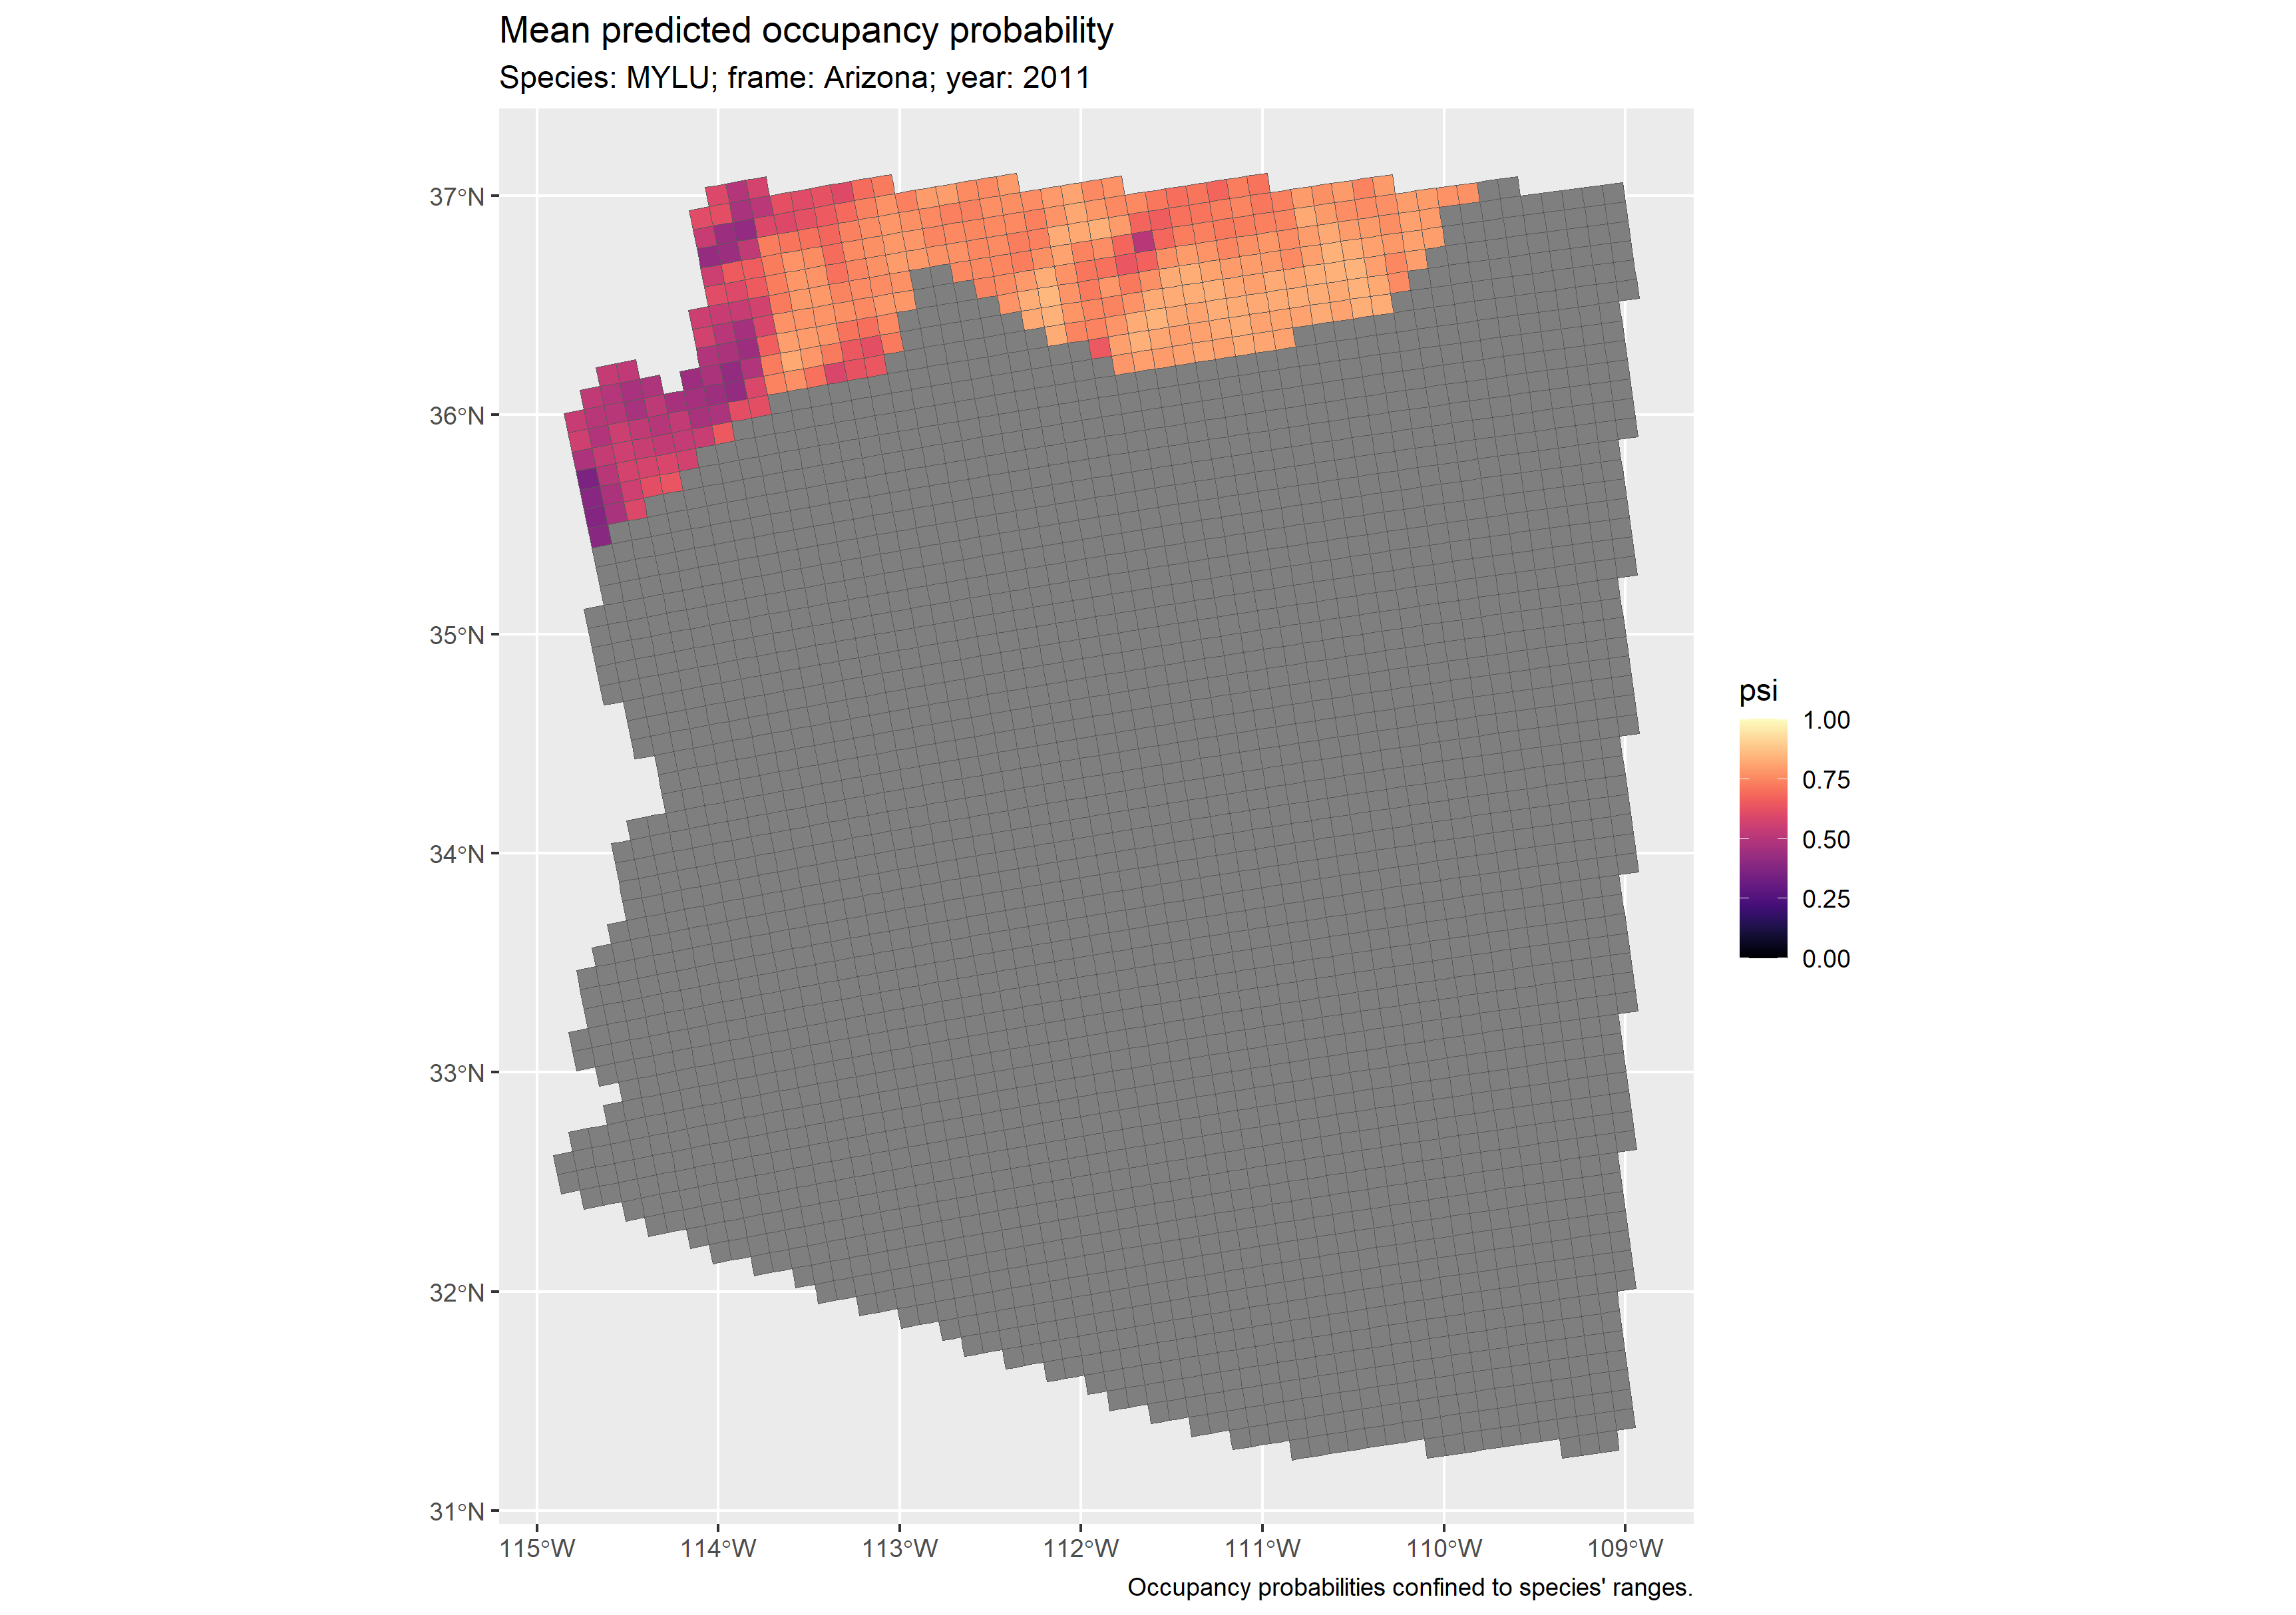 Mean predicted occupancy probability
Species: MYLU; frame: Arizona; year: 2011
37°N
36°N
35°N
34°N
33°N
32°N
31°N
115°W 114°W 113°W 112°W 111°W 110°W 109°W
psi
1.00
0.75
0.50
0.25
0.00
Occupancy probabilities confined to species' ranges.